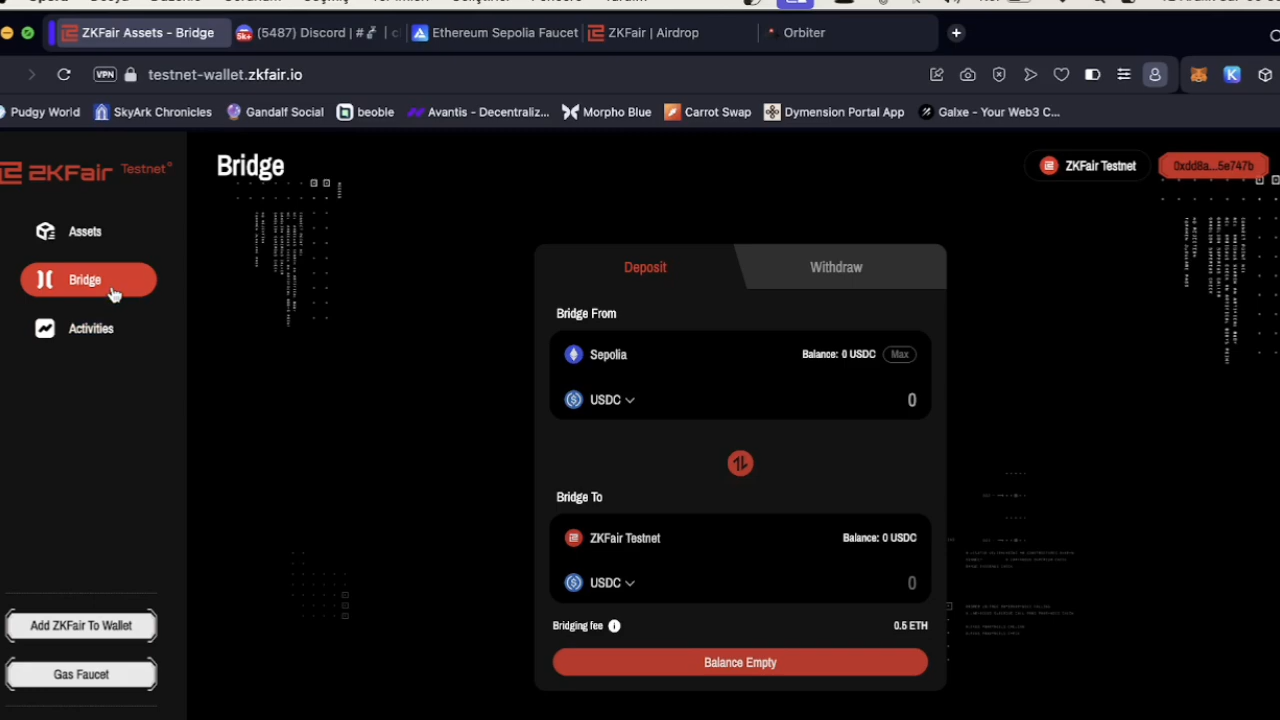 ZKFair Assets - Bridge
(5487) Discord | #
Ethereum Sepolia Faucet
ZKFair | Airdrop
Orbiter
VPN
testnet-wallet.zkfair.io
Pudgy World
SkyArk Chronicles
Gandalf Social
beoble
Avantis - Decentraliz...
Morpho Blue
Carrot Swap
Dymension Portal App
Galxe - Your Web3 C...
ZKFair Testnet
Bridge
ZKFair Testnet
0xdd8a...5e747b
Assets
Bridge
Activities
Deposit
Withdraw
Bridge From
Sepolia
Balance: 0 USDC
Max
USDC
0
Bridge To
ZKFair Testnet
Balance: 0 USDC
USDC
0
Bridging fee
0.5 ETH
Balance Empty
Add ZKFair To Wallet
Gas Faucet